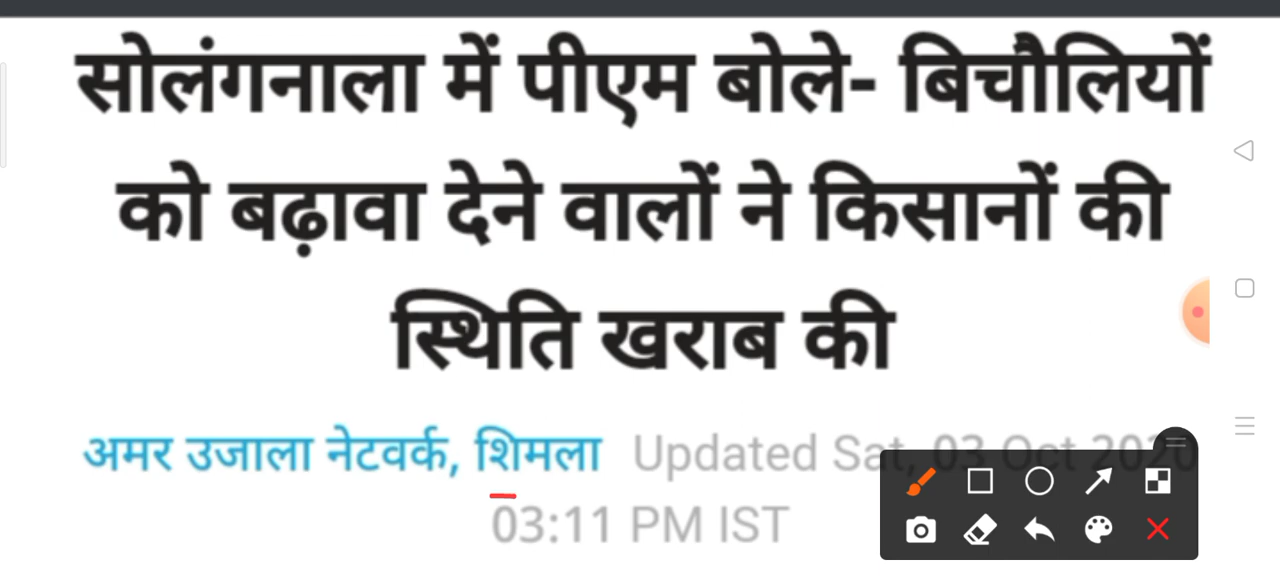 सोलंगनाला में पीएम बोले- बिचौलियों
को बढ़ावा देने वालों ने किसानों की
स्थिति खराब की
अमर उजाला नेटवर्क, शिमला Updated Sat, 03 Oct 2020
03:11 PM IST